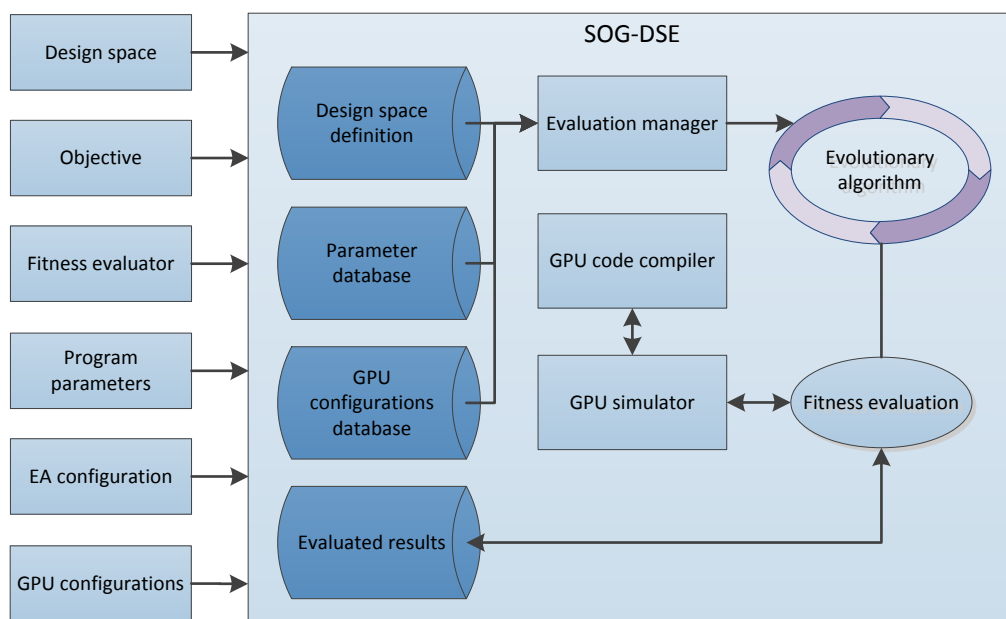 Design space
Objective
Fitness evaluator
Program
parameters
EA configuration
GPU configurations
SOG-DSE
Design space
definition
Parameter
database
GPU
configurations
database
Evaluated results
Evaluation manager
GPU code compiler
GPU simulator
Evolutionary
algorithm
Fitness evaluation